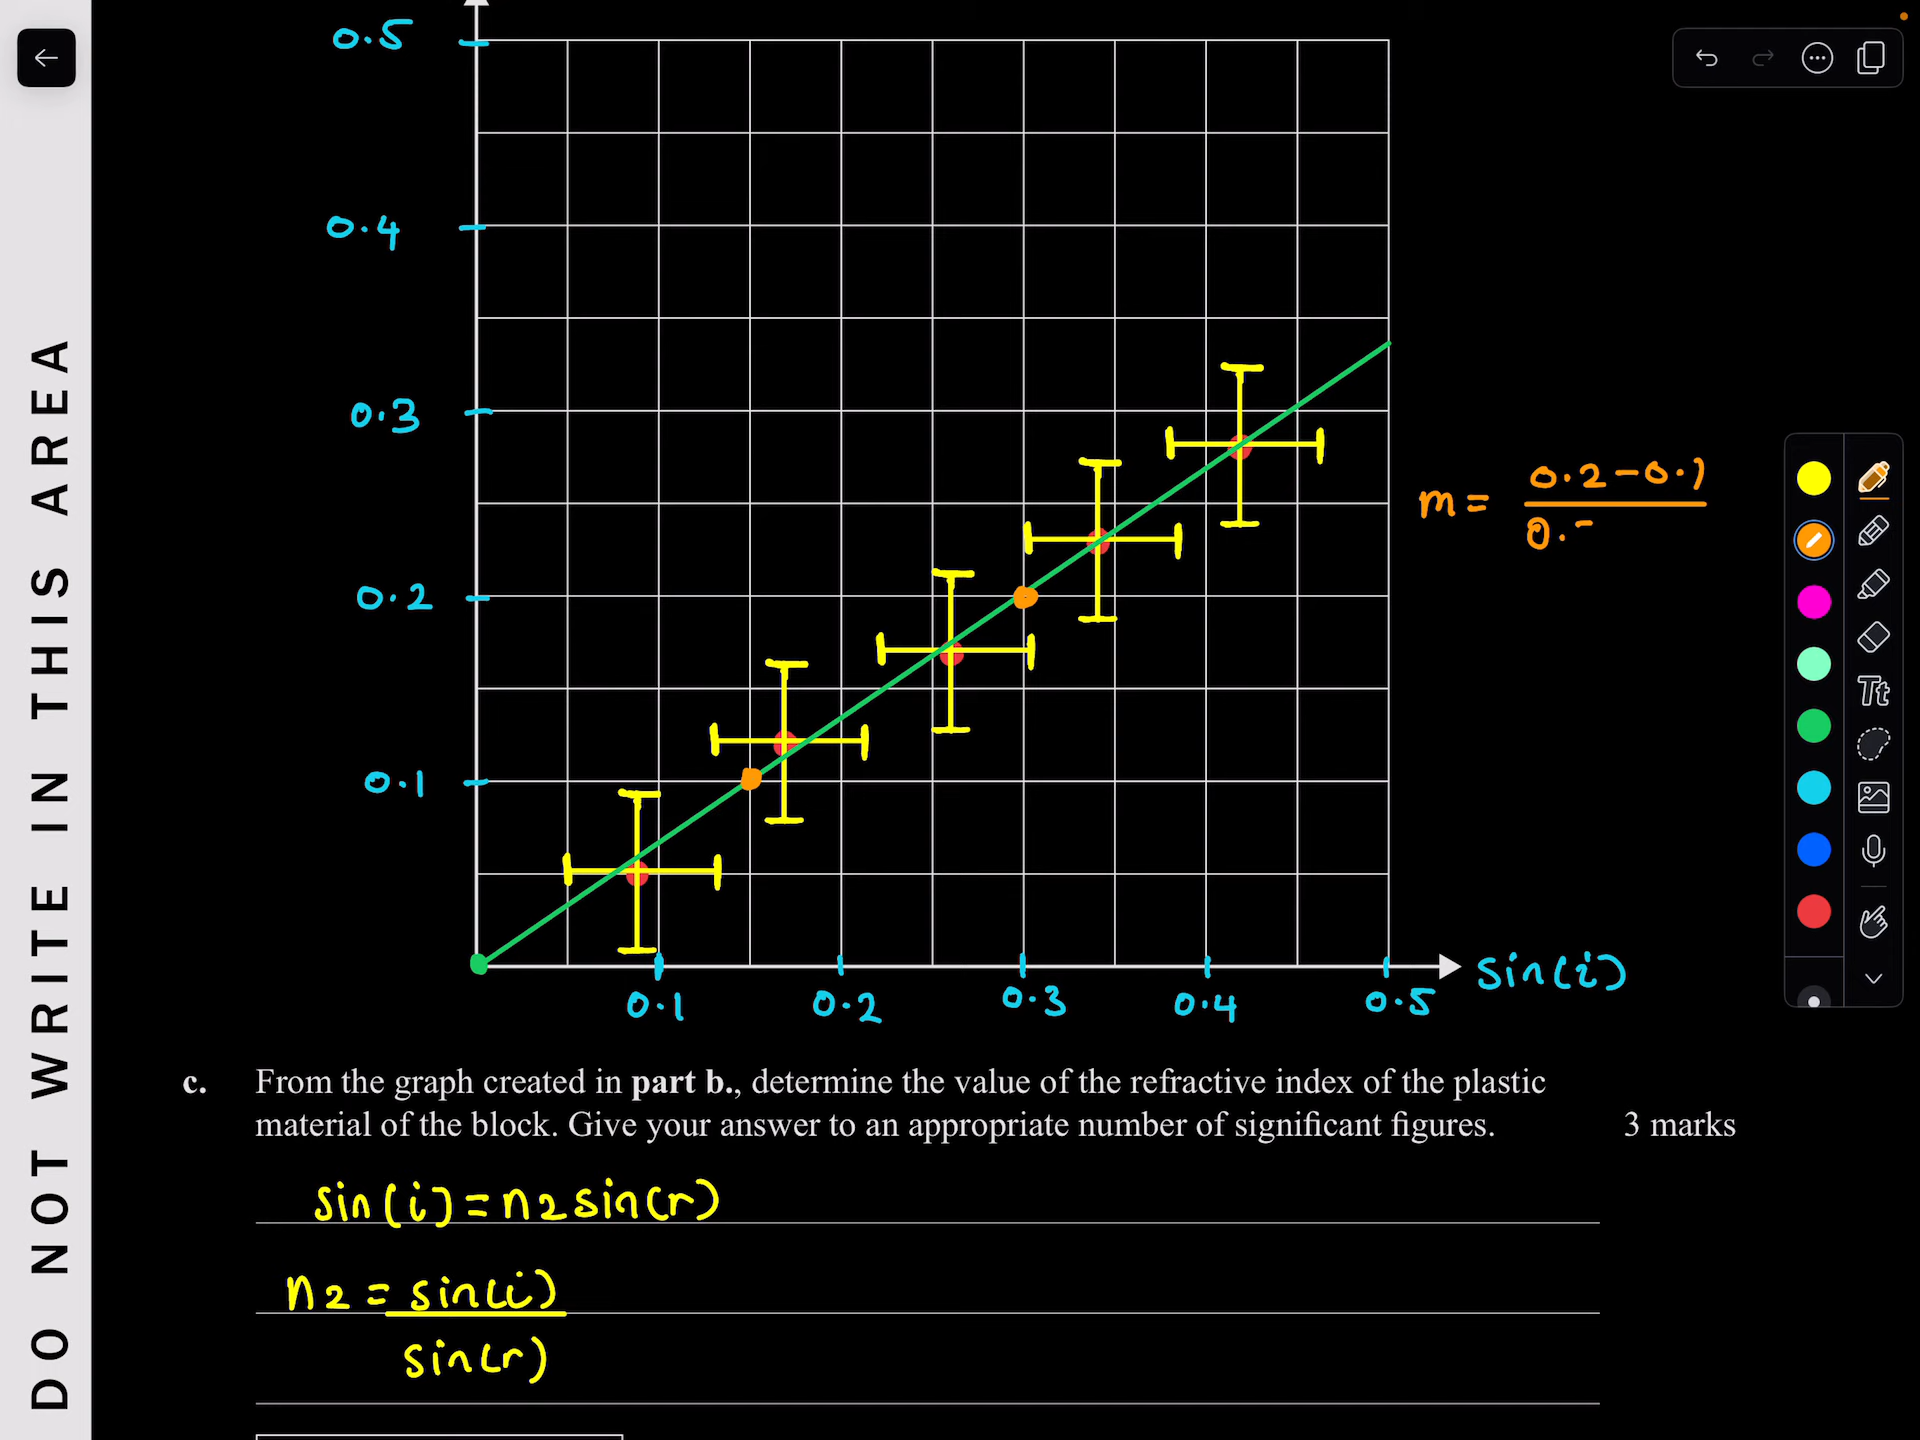 DO NOT WRITE IN THIS AREA
0.5
0.4
0.3
0.2
0.1
m = 0.2 - 0.1
0.
Tt
sin(i)
0.1 0.2 0.3 0.4 0.5
c. From the graph created in part b., determine the value of the refractive index of the plastic
material of the block. Give your answer to an appropriate number of significant figures. 3 marks
sin(i) = n2 sin(r)
n2 = sin(i)
sin(r)